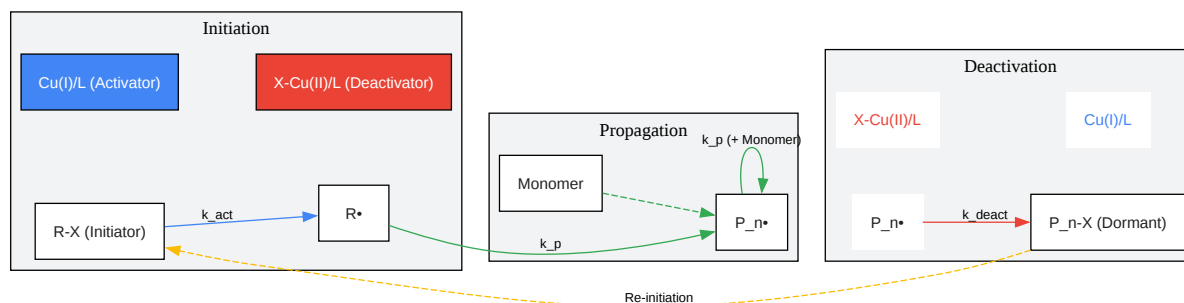 Initiation
Cu(I)/L (Activator)
X-Cu(II)/L (Deactivator)
R-X (Initiator)
k_act
R•
k_p
Propagation
k_p (+ Monomer)
Monomer
P_n•
Deactivation
X-Cu(II)/L
Cu(I)/L
P_n•
k_deact
P_n-X (Dormant)
Re-initiation